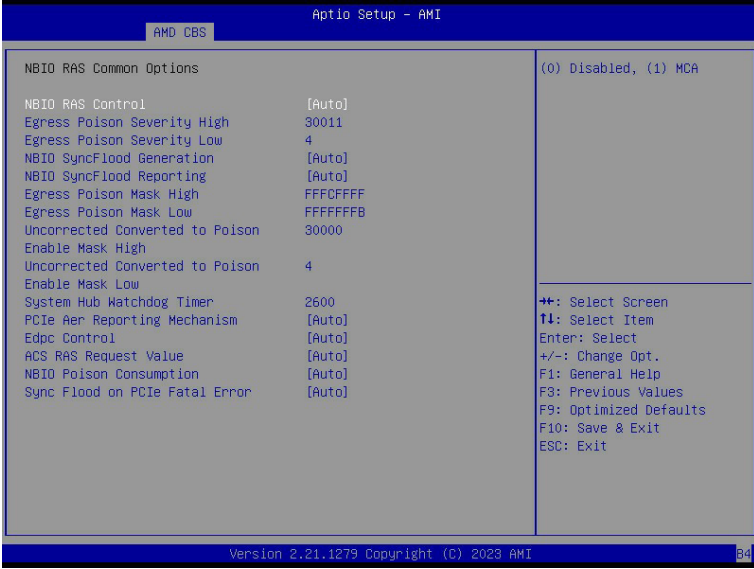 Aptio Setup - AMI
AMD CBS
NBIO RAS Common Options
NBIO RAS Control [Auto]
Egress Poison Severity High 30011
Egress Poison Severity Low 4
NBIO SyncFlood Generation [Auto]
NBIO SyncFlood Reporting [Auto]
Egress Poison Mask High FFFCFFFF
Egress Poison Mask Low FFFFFFFB
Uncorrected Converted to Poison 30000
Enable Mask High
Uncorrected Converted to Poison 4
Enable Mask Low
System Hub Watchdog Timer 2600
PCIe Aer Reporting Mechanism [Auto]
Edpc Control [Auto]
ACS RAS Request Value [Auto]
NBIO Poison Consumption [Auto]
Sync Flood on PCIe Fatal Error [Auto]
(0) Disabled, (1) MCA
→←: Select Screen
↑↓: Select Item
Enter: Select
+/-: Change Opt.
F1: General Help
F3: Previous Values
F9: Optimized Defaults
F10: Save & Exit
ESC: Exit
Version 2.21.1279 Copyright (C) 2023 AMI
B4